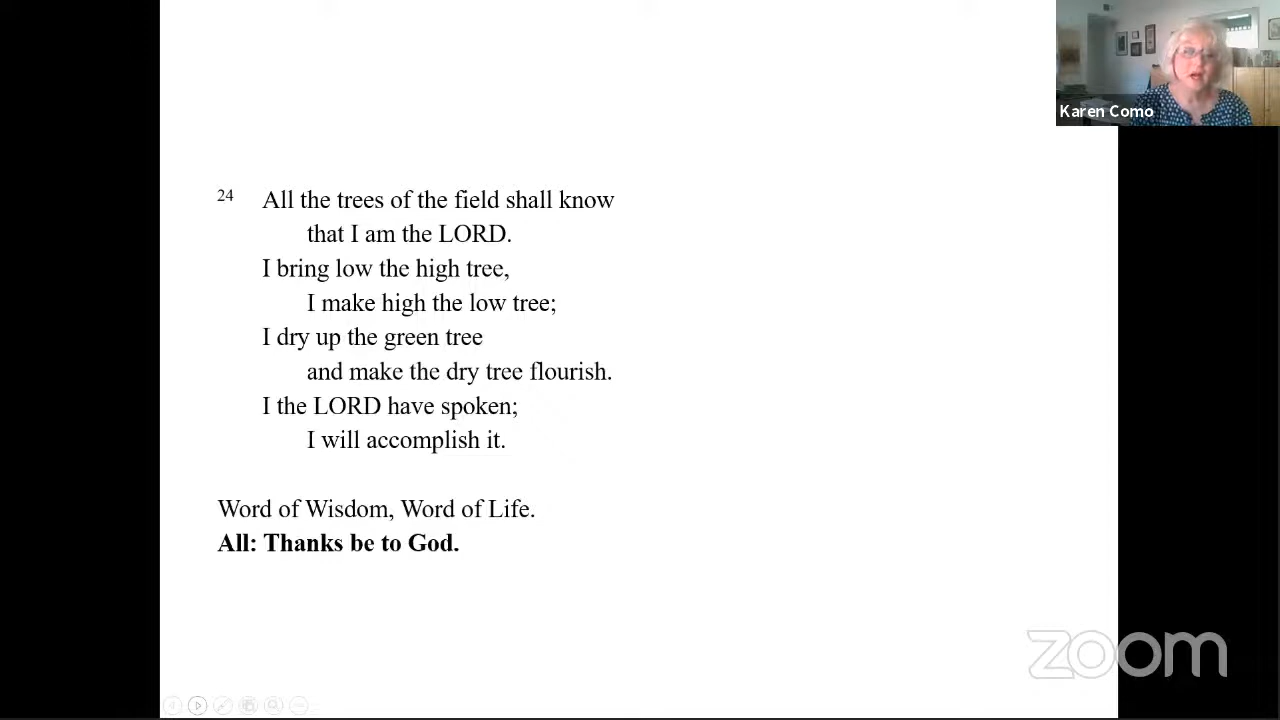 Karen Como
24 All the trees of the field shall know
that I am the LORD.
I bring low the high tree,
I make high the low tree;
I dry up the green tree
and make the dry tree flourish.
I the LORD have spoken;
I will accomplish it.
Word of Wisdom, Word of Life.
All: Thanks be to God.
zoom